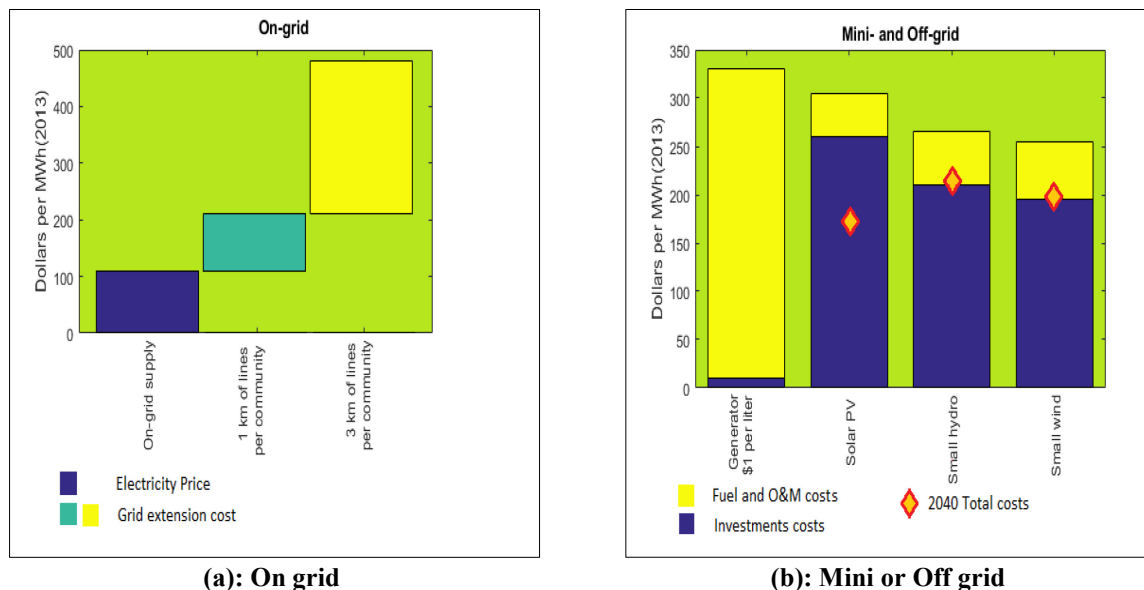 On-grid
Dollars per MWh(2013)
500
400
300
200
100
0
On-grid supply
1 km of lines
per community
3 km of lines
per community
Electricity Price
Grid extension cost
(a): On grid
Mini- and Off-grid
Dollars per MWh(2013)
350
300
250
200
150
100
50
0
Generator
$1 per liter
Solar PV
Small hydro
Small wind
Fuel and O&M costs
2040 Total costs
Investments costs
(b): Mini or Off grid